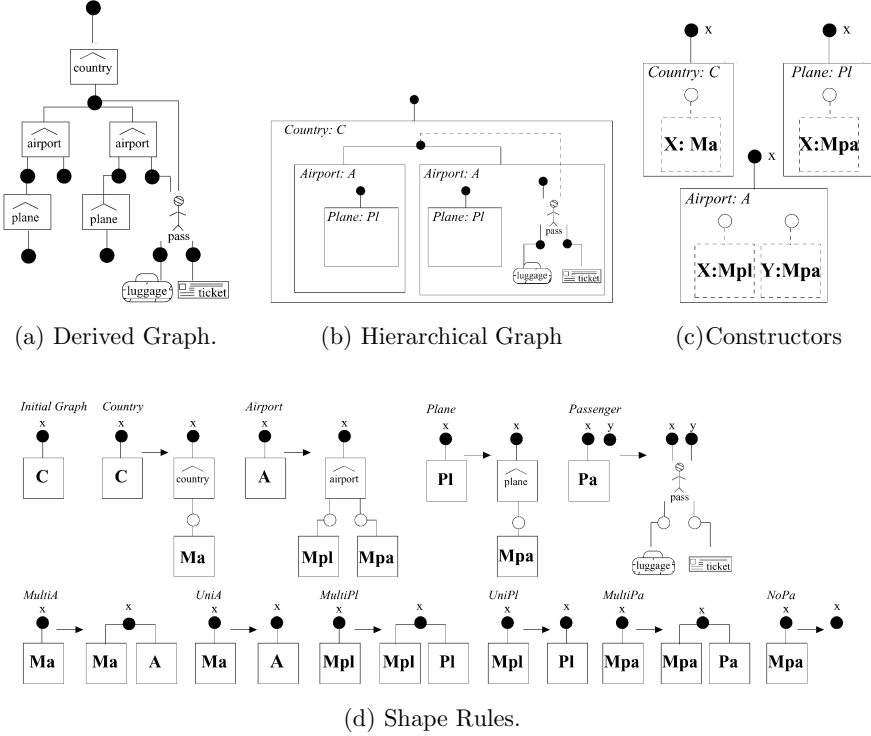 country
airport
airport
plane
plane
pass
luggage
ticket
(a) Derived Graph.
Country: C
Airport: A
Airport: A
Plane: Pl
Plane: Pl
pass
luggage
ticket
(b) Hierarchical Graph
x
x
Country: C
Plane: Pl
X: Ma
X:Mpa
x
Airport: A
X:Mpl
Y:Mpa
(c)Constructors
Initial Graph
Country
Airport
Plane
Passenger
x
x
x
x
x
x
x
x
y
x
y
C
C
country
A
airport
Pl
plane
Pa
pass
Ma
Mpl
Mpa
Mpa
luggage
ticket
MultiA
UniA
MultiPl
UniPl
MultiPa
NoPa
x
x
x
x
x
x
x
x
x
x
x
x
Ma
Ma
A
Ma
A
Mpl
Mpl
Pl
Mpl
Pl
Mpa
Mpa
Pa
Mpa
(d) Shape Rules.